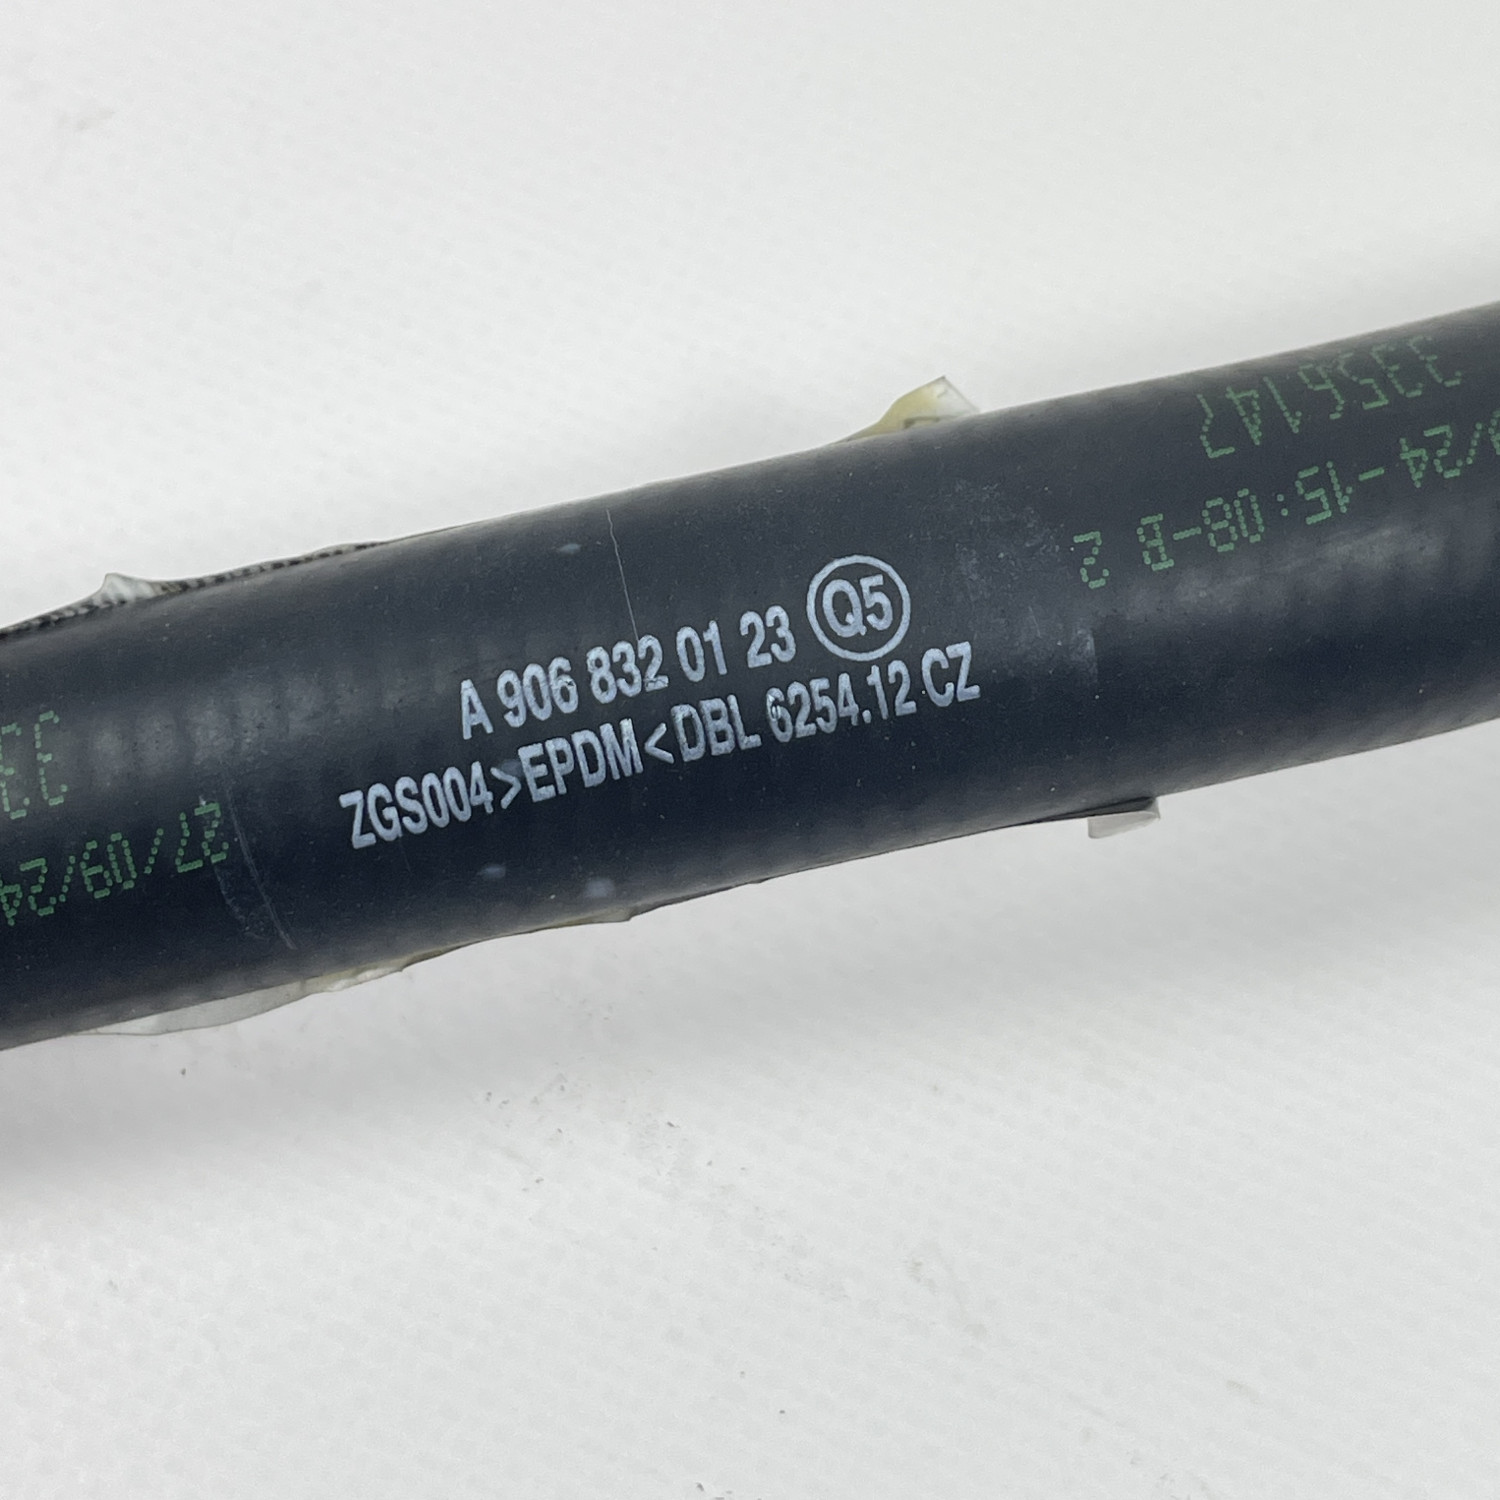 A 906 832 01 23 Q5
ZGS004>EPDM<DBL 6254.12 CZ
3356147
/24-15:08-B 2
33
27/09/24